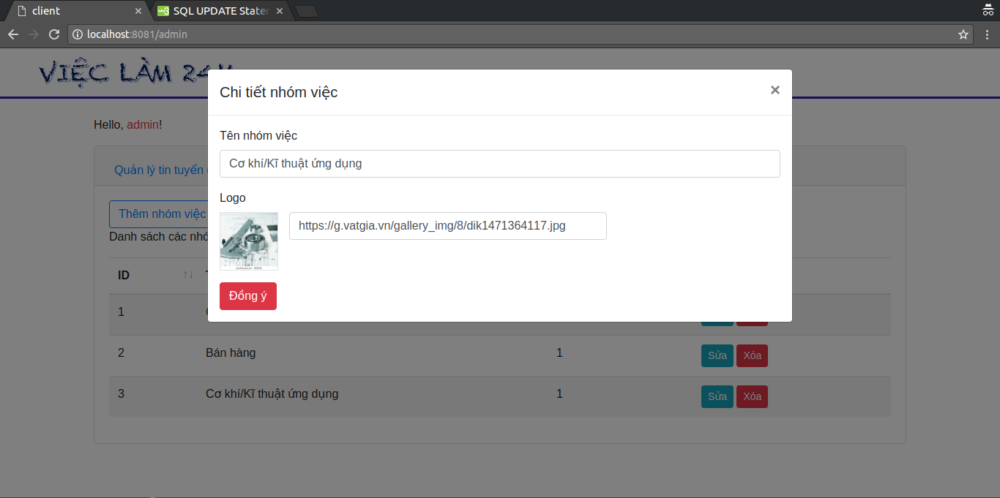 client
SQL UPDATE Stater
localhost:8081/admin
VIỆC LÀM 24H
Chi tiết nhóm việc
×
Hello, admin!
Tên nhóm việc
Cơ khí/Kĩ thuật ứng dụng
Quản lý tin tuyển
Logo
https://g.vatgia.vn/gallery_img/8/dik1471364117.jpg
Thêm nhóm việc
Danh sách các nhó
ID ↑↓
Đồng ý
1
2 Bán hàng 1 Sửa Xóa
3 Cơ khí/Kĩ thuật ứng dụng 1 Sửa Xóa